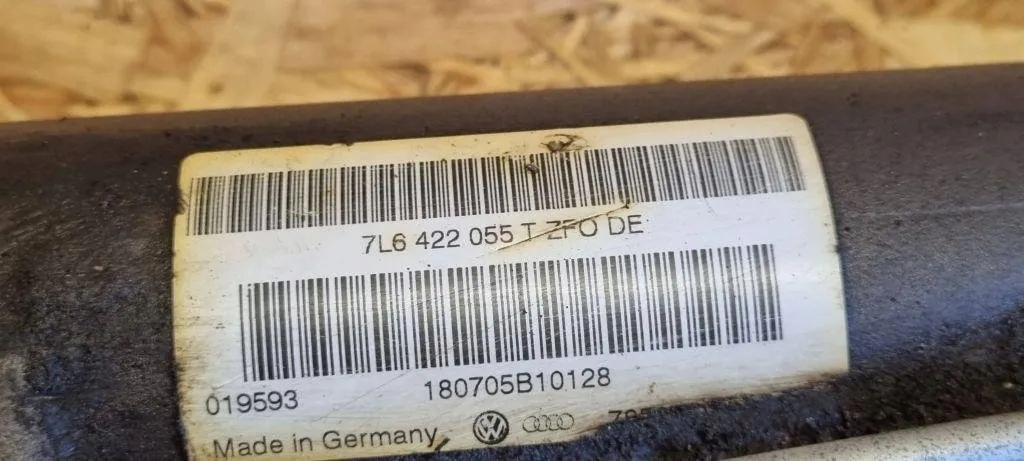 7L6 422 055 T ZFO DE
180705B10128
019593
Made in Germany